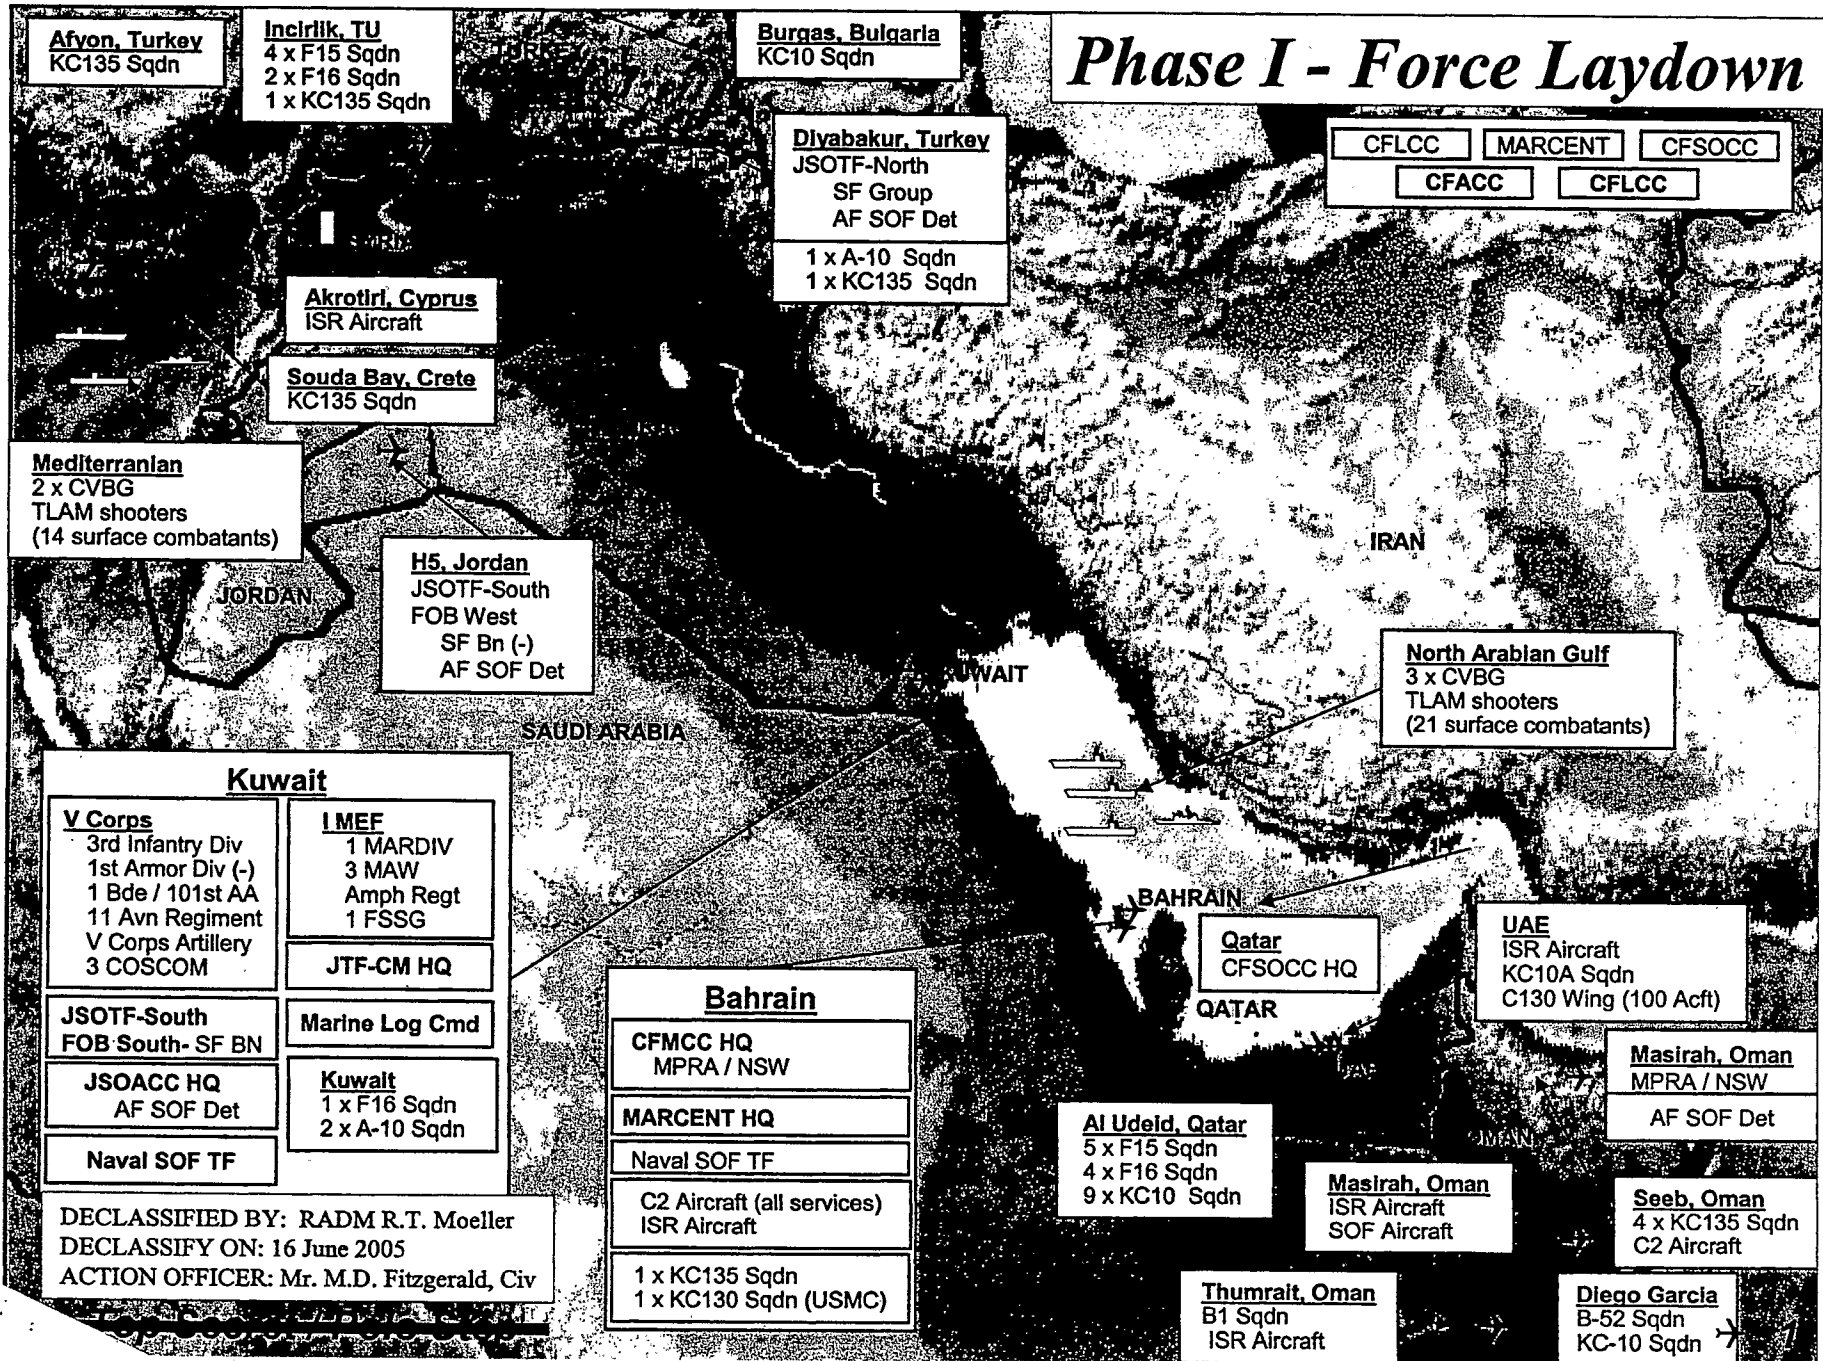 Phase I - Force Laydown
Afyon, Turkey
KC135 Sqdn
Incirlik, TU
4 x F15 Sqdn
2 x F16 Sqdn
1 x KC135 Sqdn
TURKEY
Burgas, Bulgaria
KC10 Sqdn
Diyabakur, Turkey
JSOTF-North
SF Group
AF SOF Det
1 x A-10 Sqdn
1 x KC135 Sqdn
CFLCC
MARCENT
CFSOCC
CFACC
CFLCC
Akrotiri, Cyprus
ISR Aircraft
Souda Bay, Crete
KC135 Sqdn
Mediterranian
2 x CVBG
TLAM shooters
(14 surface combatants)
H5, Jordan
JSOTF-South
FOB West
SF Bn (-)
AF SOF Det
JORDAN
IRAN
North Arabian Gulf
3 x CVBG
TLAM shooters
(21 surface combatants)
UWAIT
SAUDI ARABIA
Kuwait
V Corps
3rd Infantry Div
1st Armor Div (-)
1 Bde / 101st AA
11 Avn Regiment
V Corps Artillery
3 COSCOM
JSOTF-South
FOB South- SF BN
JSOACC HQ
AF SOF Det
Naval SOF TF
I MEF
1 MARDIV
3 MAW
Amph Regt
1 FSSG
JTF-CM HQ
Marine Log Cmd
Kuwait
1 x F16 Sqdn
2 x A-10 Sqdn
BAHRAIN
Qatar
CFSOCC HQ
QATAR
UAE
ISR Aircraft
KC10A Sqdn
C130 Wing (100 Acft)
Bahrain
CFMCC HQ
MPRA / NSW
MARCENT HQ
Naval SOF TF
C2 Aircraft (all services)
ISR Aircraft
1 x KC135 Sqdn
1 x KC130 Sqdn (USMC)
Masirah, Oman
MPRA / NSW
AF SOF Det
Al Udeid, Qatar
5 x F15 Sqdn
4 x F16 Sqdn
9 x KC10 Sqdn
OMAN
Masirah, Oman
ISR Aircraft
SOF Aircraft
Seeb, Oman
4 x KC135 Sqdn
C2 Aircraft
Thumrait, Oman
B1 Sqdn
ISR Aircraft
Diego Garcia
B-52 Sqdn
KC-10 Sqdn
DECLASSIFIED BY: RADM R.T. Moeller
DECLASSIFY ON: 16 June 2005
ACTION OFFICER: Mr. M.D. Fitzgerald, Civ
Top Secret / Polo Step